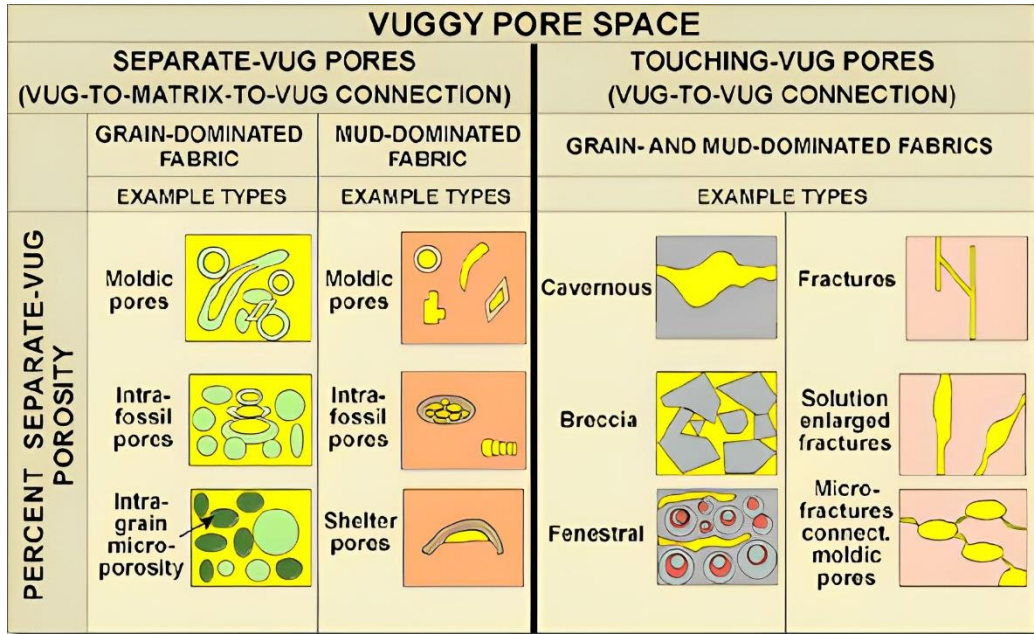 VUGGY PORE SPACE
SEPARATE-VUG PORES
(VUG-TO-MATRIX-TO-VUG CONNECTION)
TOUCHING-VUG PORES
(VUG-TO-VUG CONNECTION)
GRAIN-DOMINATED
FABRIC
MUD-DOMINATED
FABRIC
GRAIN- AND MUD-DOMINATED FABRICS
EXAMPLE TYPES
EXAMPLE TYPES
EXAMPLE TYPES
PERCENT SEPARATE-VUG
POROSITY
Moldic
pores
Intra-
fossil
pores
Intra-
grain
micro-
porosity
Moldic
pores
Intra-
fossil
pores
Shelter
pores
Cavernous
Breccia
Fenestral
Fractures
Solution
enlarged
fractures
Micro-
fractures
connect.
moldic
pores